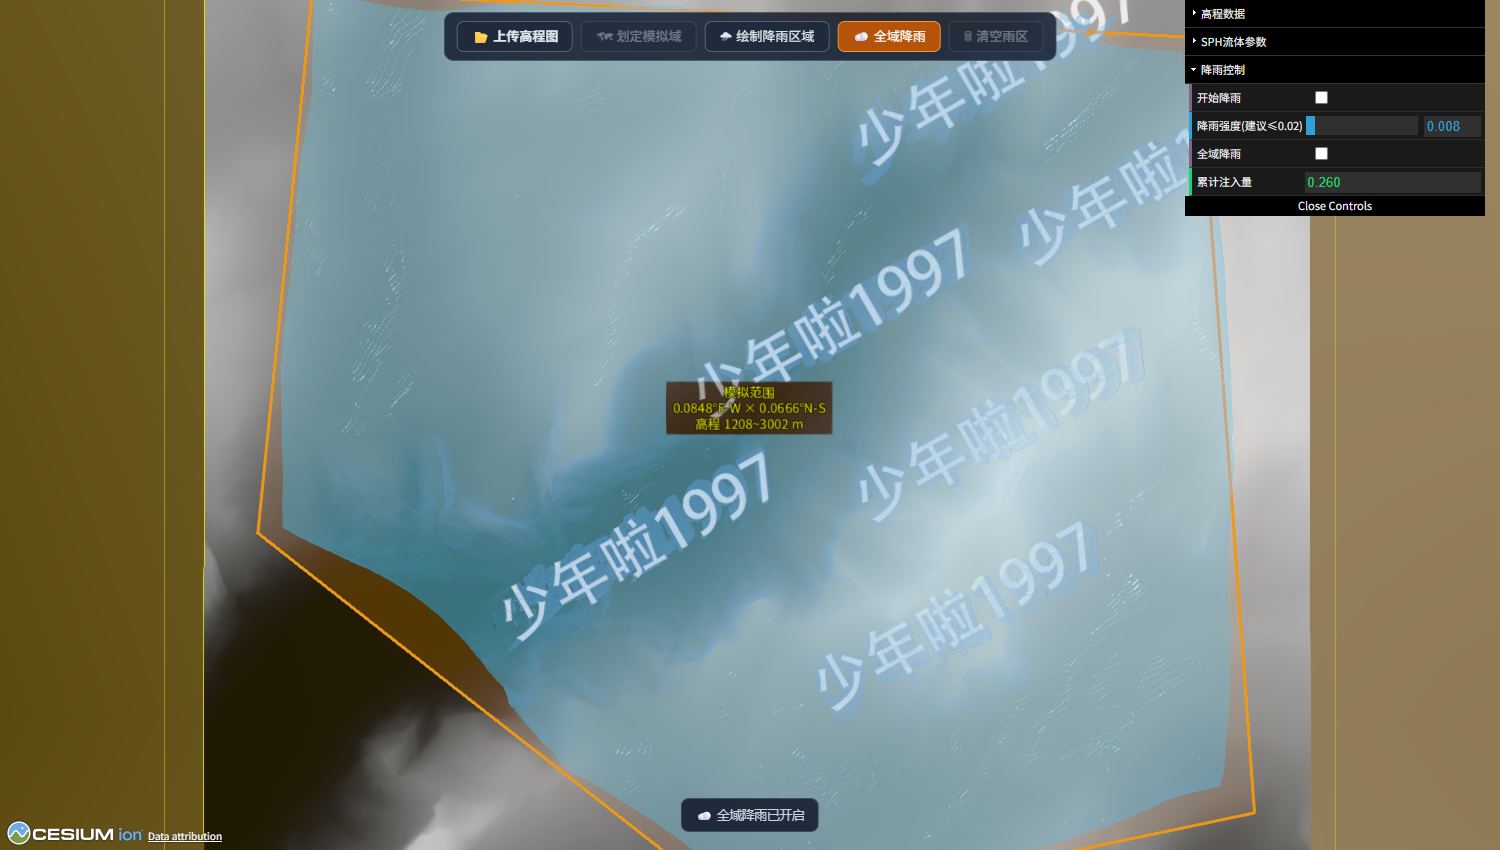 上传高程图
划定模拟域
绘制降雨区域
全域降雨
清空雨区
高程数据
SPH流体参数
降雨控制
开始降雨
降雨强度(建议≤0.02)
0.008
全域降雨
累计注入量
0.260
Close Controls
少年啦1997
少年啦
少年啦1997
少年啦1997
少年啦1997
少年啦1997
模拟范围
0.0848°E-W × 0.0666°N-S
高程 1208~3002 m
全域降雨已开启
CESIUM ion
Data attribution